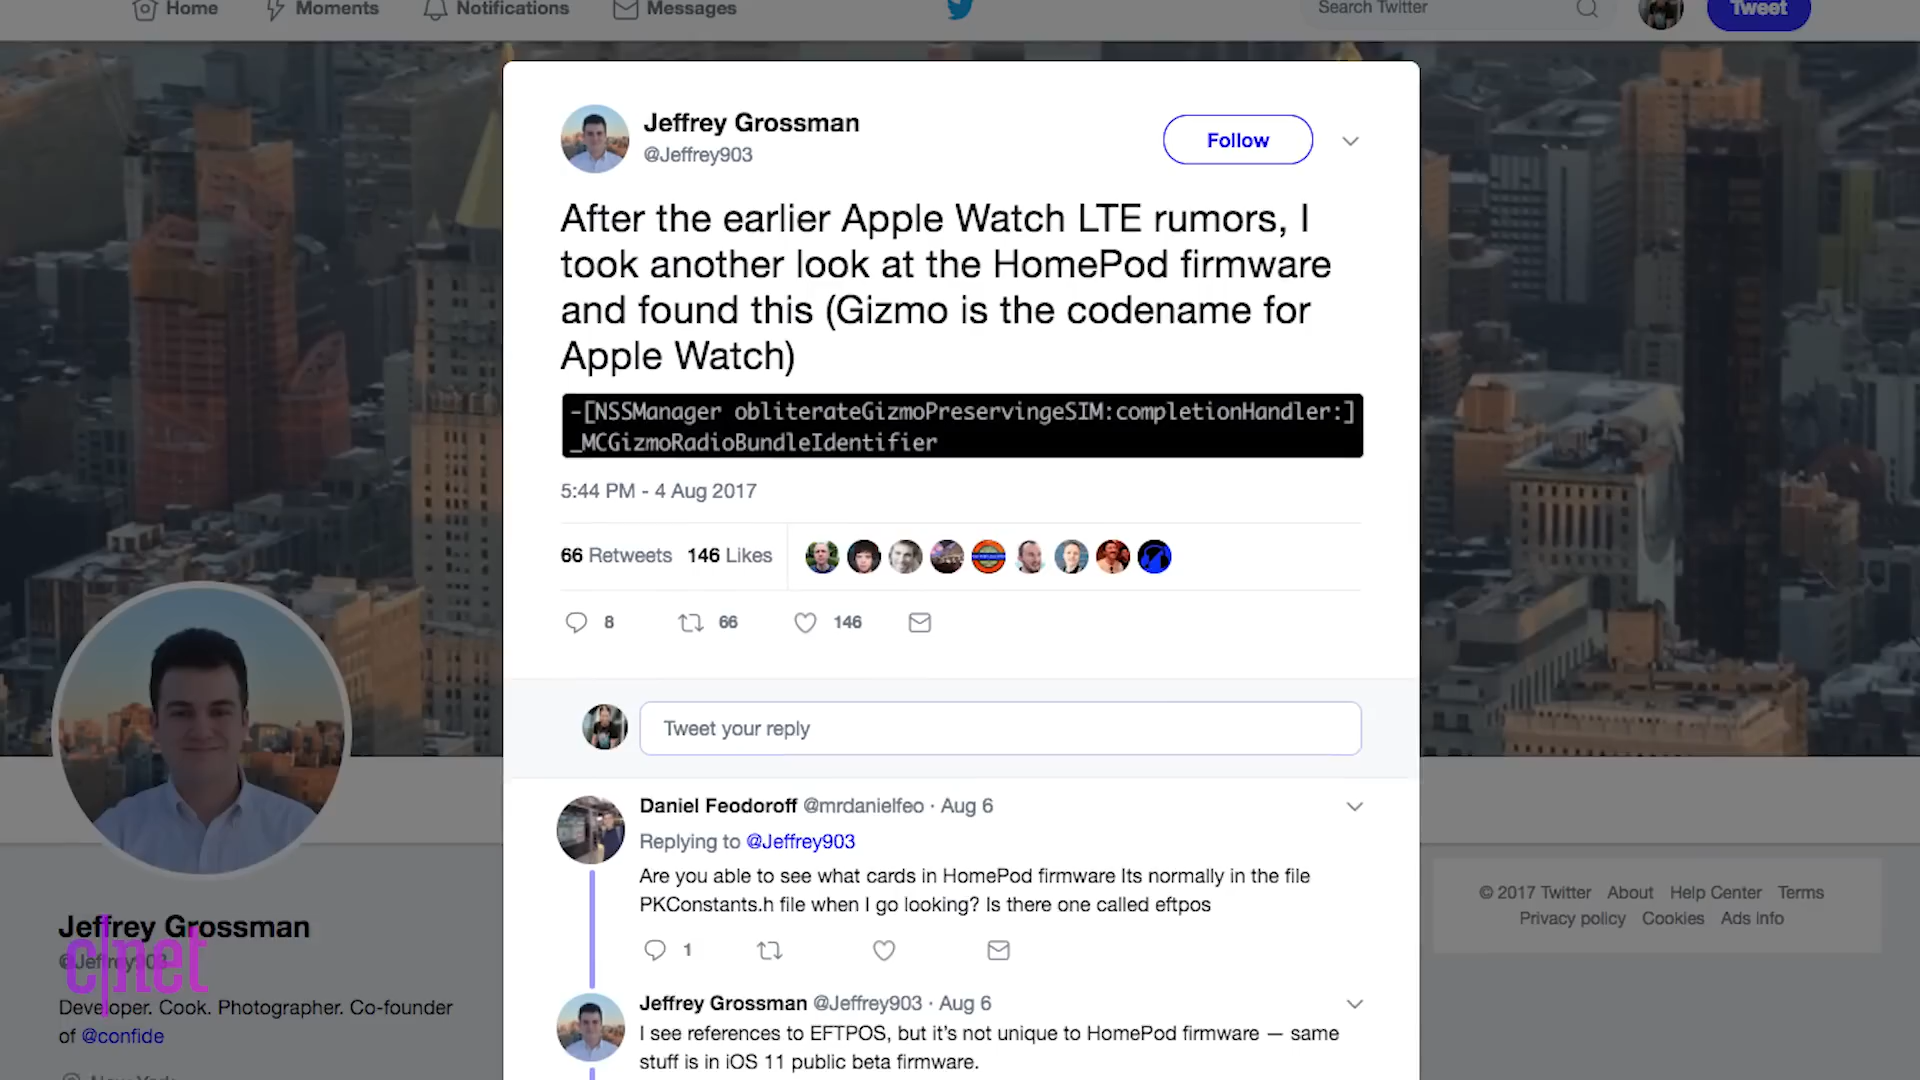 Home Moments Notifications Messages Search Twitter Tweet
Jeffrey Grossman
@Jeffrey903
Follow
After the earlier Apple Watch LTE rumors, I
took another look at the HomePod firmware
and found this (Gizmo is the codename for
Apple Watch)
-[NSSManager obliterateGizmoPreservingeSIM:completionHandler:]
_MCGizmoRadioBundleIdentifier
5:44 PM - 4 Aug 2017
66 Retweets 146 Likes
8 66 146
Tweet your reply
Daniel Feodoroff @mrdanielfeo · Aug 6
Replying to @Jeffrey903
Are you able to see what cards in HomePod firmware Its normally in the file
PKConstants.h file when I go looking? Is there one called eftpos
1
Jeffrey Grossman @Jeffrey903 · Aug 6
I see references to EFTPOS, but it's not unique to HomePod firmware — same
stuff is in iOS 11 public beta firmware.
Jeffrey Grossman
@Jeffrey903
c|net
Developer. Cook. Photographer. Co-founder
of @confide
New York
© 2017 Twitter About Help Center Terms
Privacy policy Cookies Ads info